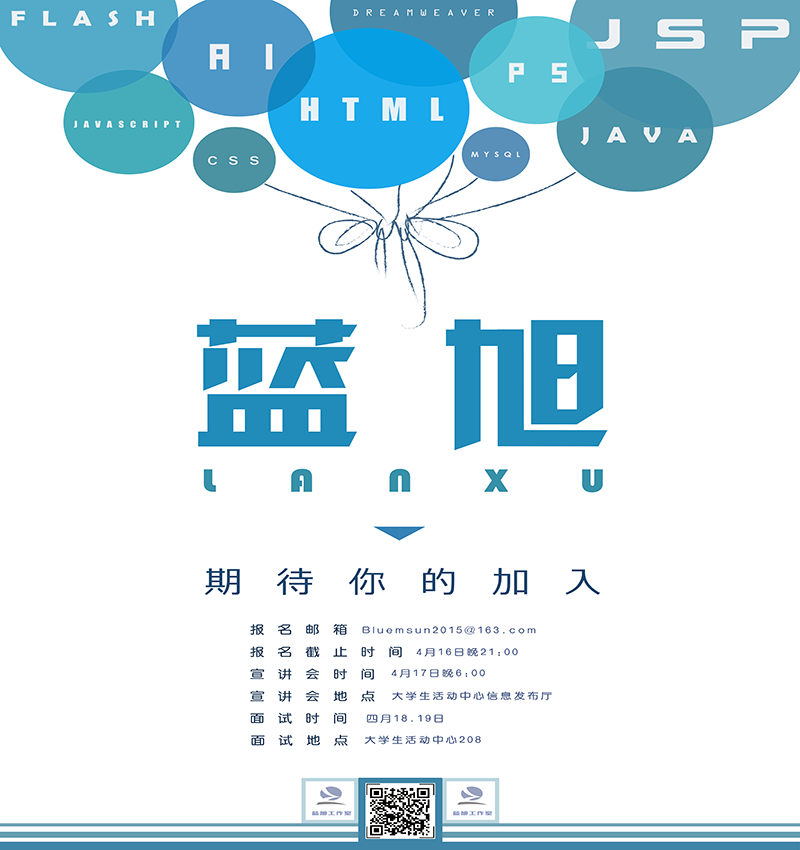 FLASH
DREAMWEAVER
JSP
AI
PS
HTML
JAVASCRIPT
JAVA
CSS
MYSQL
蓝旭
LANXU
期待你的加入
报名邮箱 Bluemsun2015@163.com
报名截止时间 4月16日晚21:00
宣讲会时间 4月17日晚6:00
宣讲会地点 大学生活动中心信息发布厅
面试时间 四月18.19日
面试地点 大学生活动中心208
蓝旭工作室
蓝旭工作室